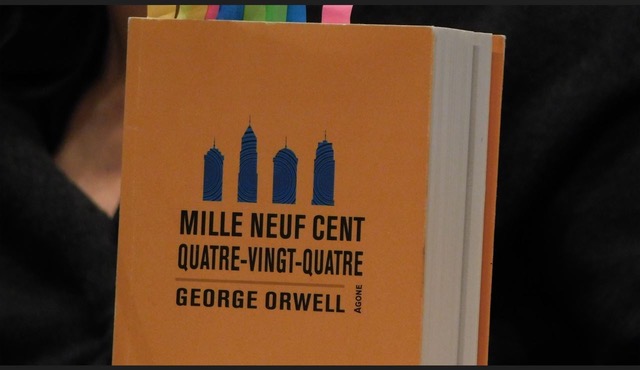 MILLE NEUF CENT
QUATRE-VINGT-QUATRE
GEORGE ORWELL
AGONE